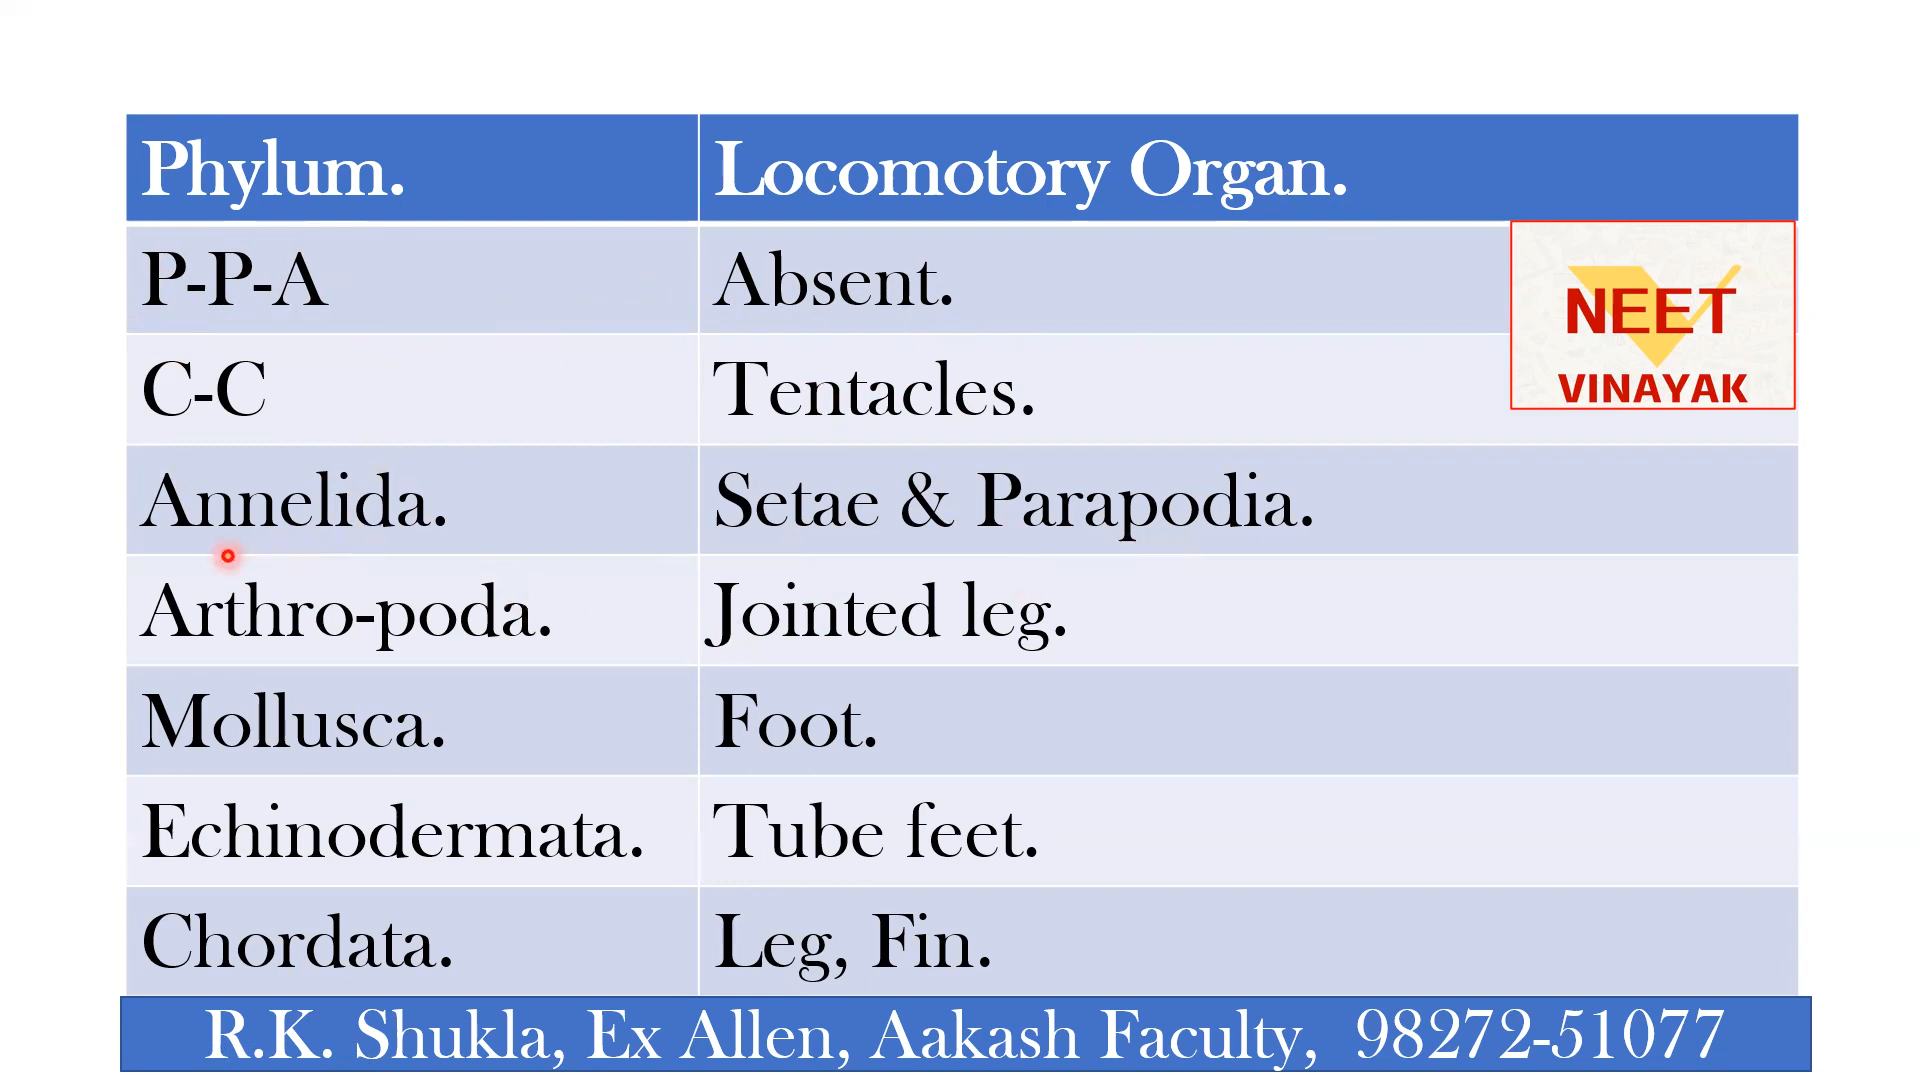 Phylum. Locomotory Organ.
P-P-A Absent.
C-C Tentacles.
Annelida. Setae & Parapodia.
Arthro-poda. Jointed leg.
Mollusca. Foot.
Echinodermata. Tube feet.
Chordata. Leg, Fin.
NEET
VINAYAK
R.K. Shukla, Ex Allen, Aakash Faculty, 98272-51077